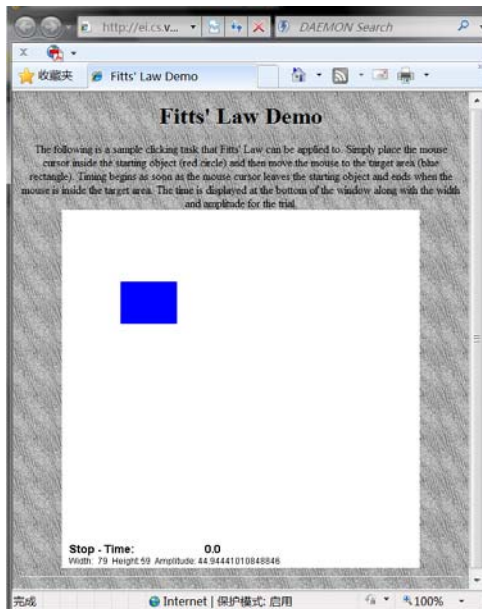 http://ei.cs.v... DAEMON Search
x
收藏夹 Fitts' Law Demo
Fitts' Law Demo
The following is a sample clicking task that Fitts' Law can be applied to. Simply place the mouse
cursor inside the starting object (red circle) and then move the mouse to the target area (blue
rectangle). Timing begins as soon as the mouse cursor leaves the starting object and ends when the
mouse is inside the target area. The time is displayed at the bottom of the window along with the width
and amplitude for the trial.
Stop - Time: 0.0
Width: 79 Height:59 Amplitude: 44.94441010848846
完成 Internet | 保护模式: 启用 100%